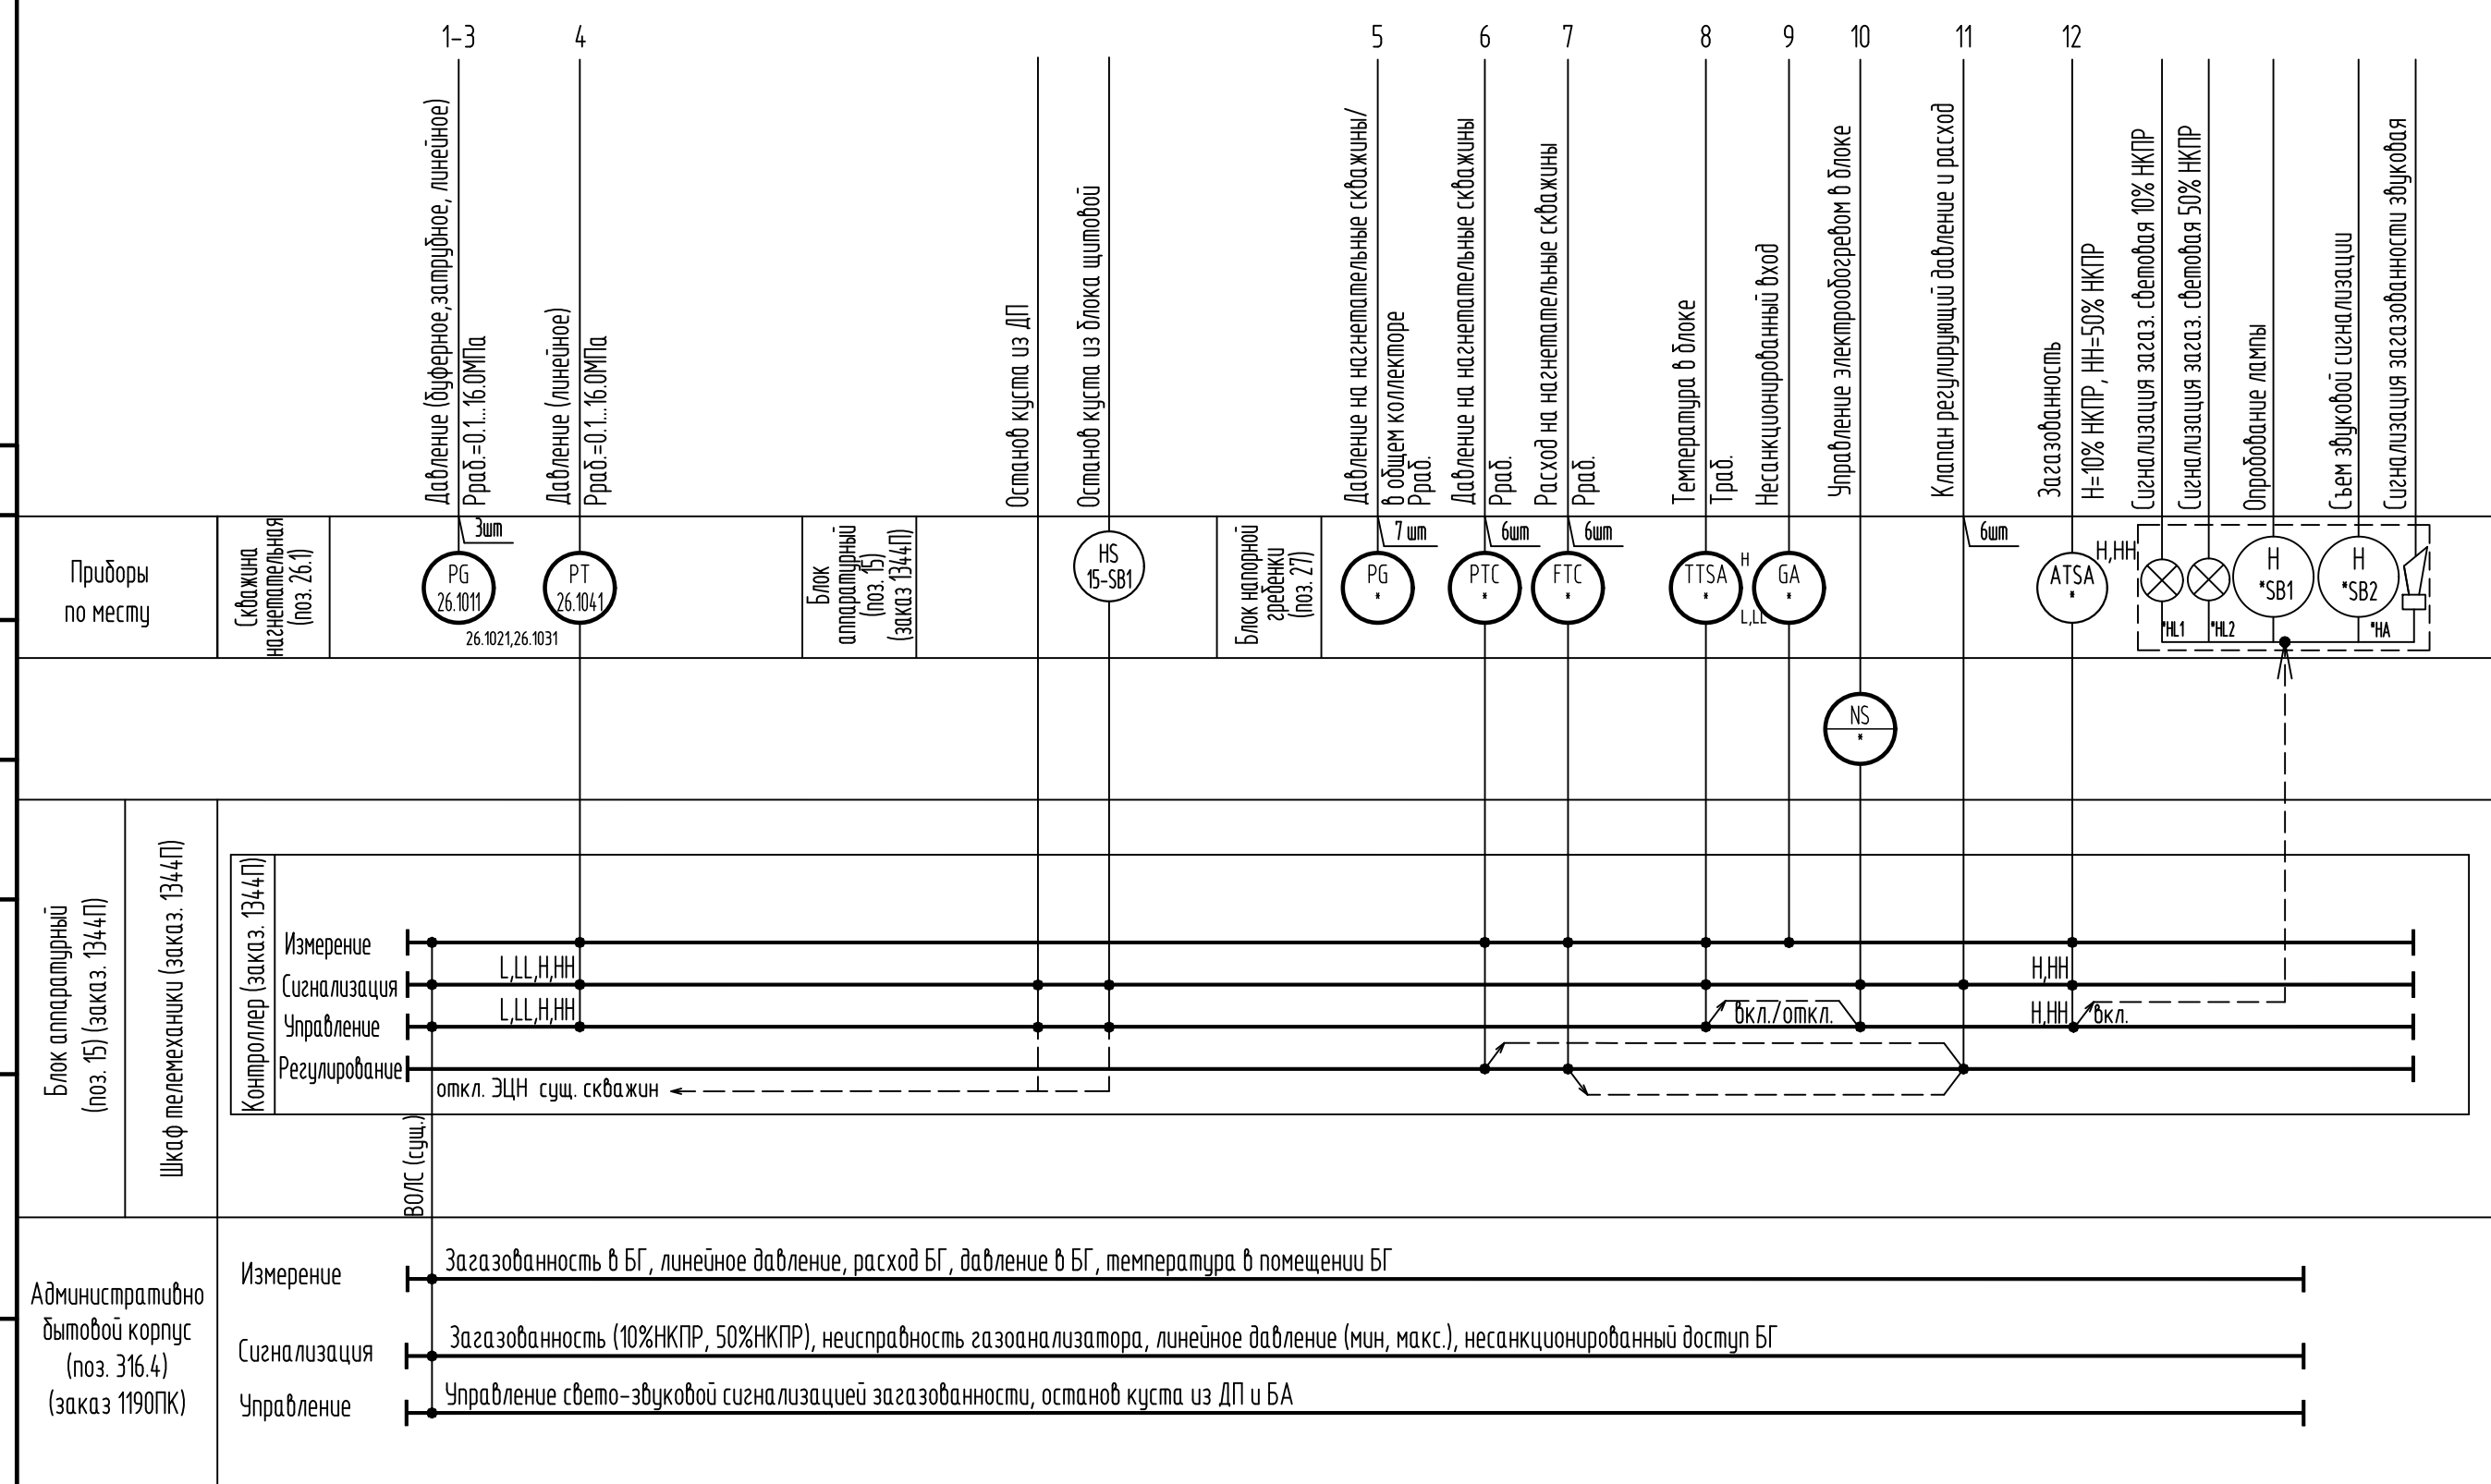 1-3
4
5
6
7
8
9
10
11
12
Давление (буферное,затрубное, линейное)
Рраб.=0.1...16.0МПа
Давление (линейное)
Рраб.=0.1...16.0МПа
Останов куста из ДП
Останов куста из блока щитовой
Давление на нагнетательные скважины/
в общем коллекторе
Рраб.
Давление на нагнетательные скважины
Рраб.
Расход на нагнетательные скважины
Рраб.
Температура в блоке
Траб.
Несанкционированный вход
Управление электрообогревом в блоке
Клапан регулирующий давление и расход
Загазованность
Н=10% НКПР, НН=50% НКПР
Сигнализация загаз. световая 10% НКПР
Сигнализация загаз. световая 50% НКПР
Опробование лампы
Съем звуковой сигнализации
Сигнализация загазованности звуковая
Приборы
по месту
Скважина
нагнетательная
(поз. 26.1)
3шт
PG
26.1011
26.1021,26.1031
PT
26.1041
Блок
аппаратурный
(поз. 15)
(заказ 1344П)
HS
15-SB1
Блок напорной
гребенки
(поз. 27)
7 шт
PG
*
6шт
PTC
*
6шт
FTC
*
TTSA
*
H
L,LL
GA
*
6шт
ATSA
*
H,HH
*HL1
*HL2
H
*SB1
H
*SB2
*HA
NS
*
Блок аппаратурный
(поз. 15) (заказ. 1344П)
Шкаф телемеханики (заказ. 1344П)
Контроллер (заказ. 1344П)
Измерение
Сигнализация
L,LL,H,HH
H,HH
Управление
L,LL,H,HH
вкл./откл.
H,HH
вкл.
Регулирование
откл. ЭЦН сущ. скважин
ВОЛС (сущ.)
Административно
бытовой корпус
(поз. 316.4)
(заказ 1190ПК)
Измерение
Загазованность в БГ, линейное давление, расход БГ, давление в БГ, температура в помещении БГ
Сигнализация
Загазованность (10%НКПР, 50%НКПР), неисправность газоанализатора, линейное давление (мин, макс.), несанкционированный доступ БГ
Управление
Управление свето-звуковой сигнализацией загазованности, останов куста из ДП и БА